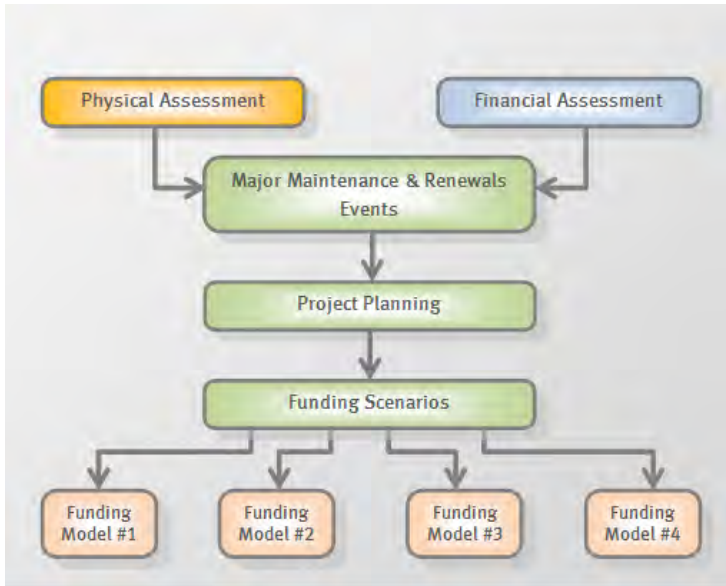 Physical Assessment
Financial Assessment
Major Maintenance & Renewals
Events
Project Planning
Funding Scenarios
Funding
Model #1
Funding
Model #2
Funding
Model #3
Funding
Model #4